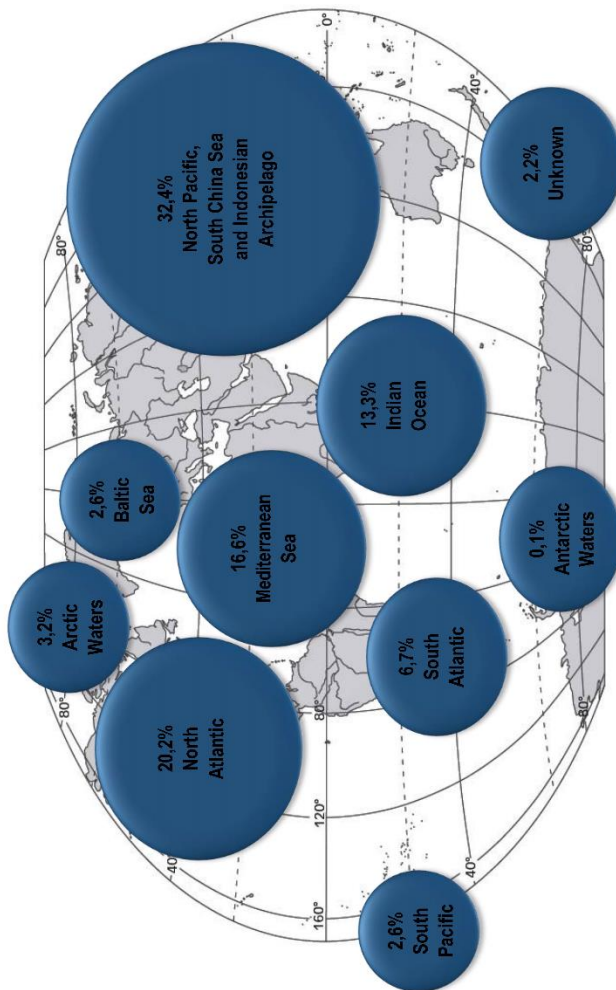 80°
3,2%
Arctic
Waters
80°
2,6%
Baltic
Sea
40°
20,2%
North
Atlantic
32,4%
North Pacific,
South China Sea
and Indonesian
Archipelago
16,6%
Mediterranean
Sea
160°
120°
80°
0°
13,3%
Indian
Ocean
2,6%
South
Pacific
6,7%
South
Atlantic
40°
40°
0,1%
Antarctic
Waters
2,2%
Unknown
80°
80°